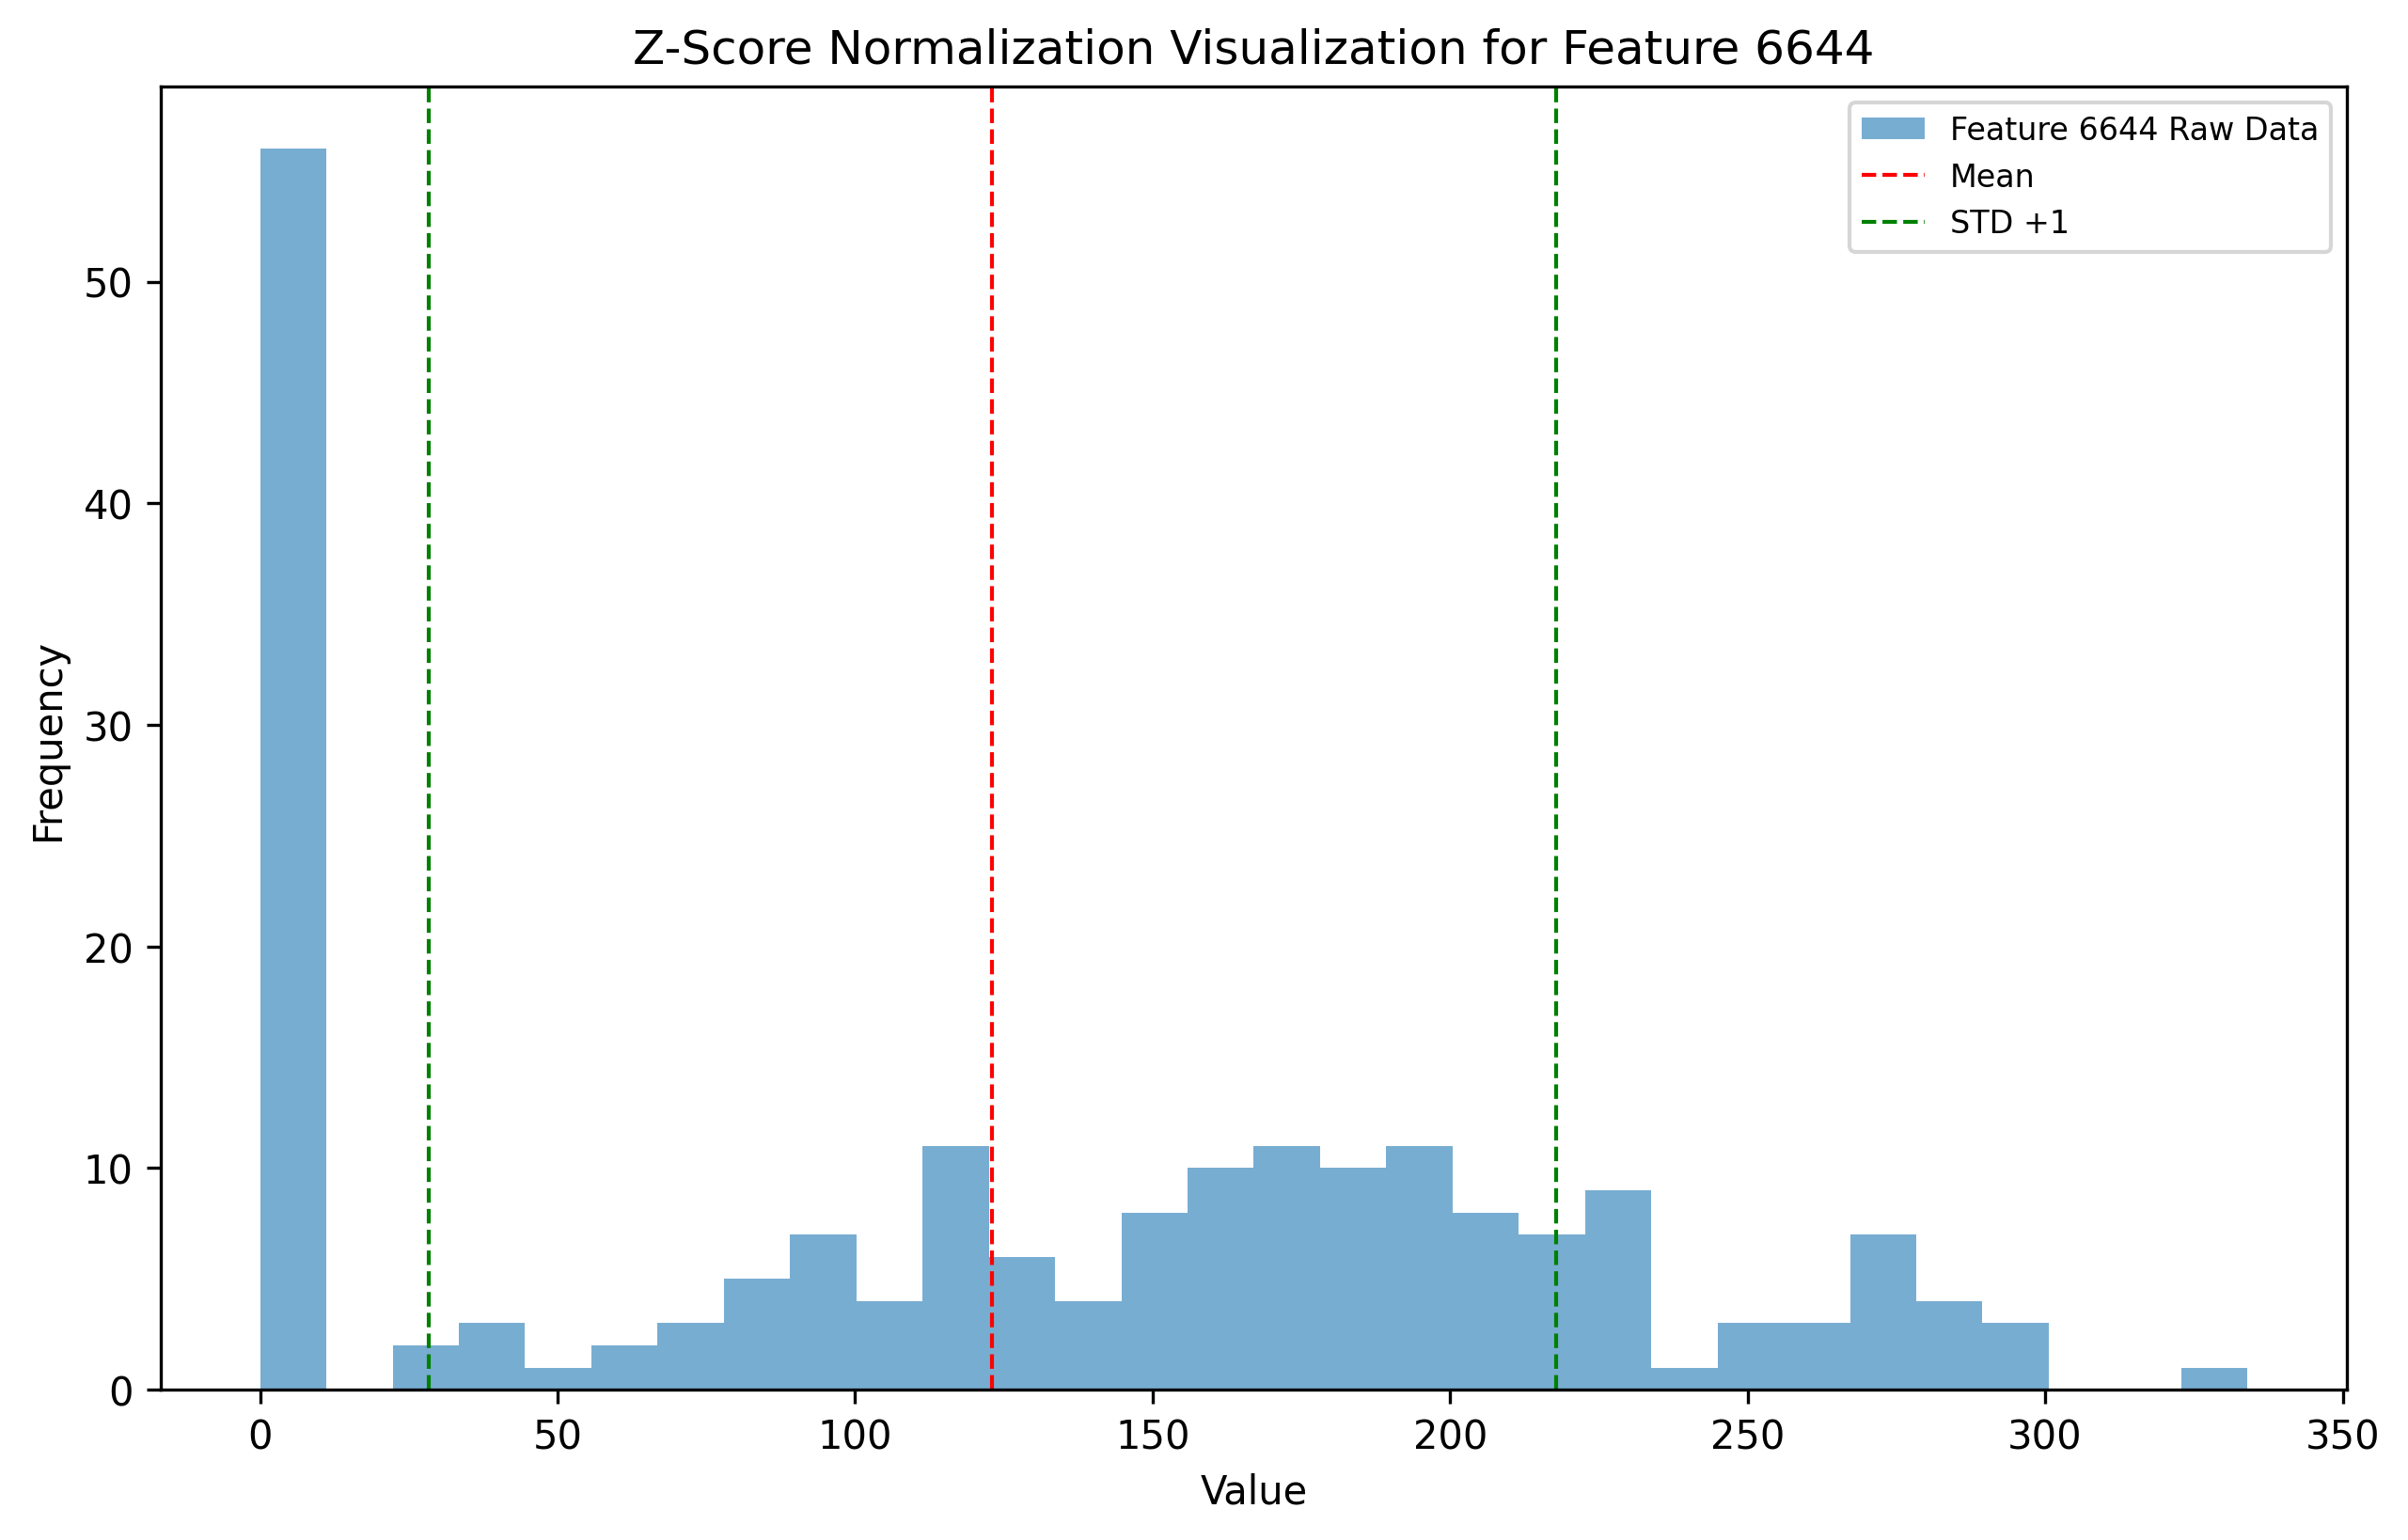 Z-Score Normalization Visualization for Feature 6644
Feature 6644 Raw Data
Mean
STD +1
Frequency
50
40
30
20
10
0
0 50 100 150 200 250 300 350
Value